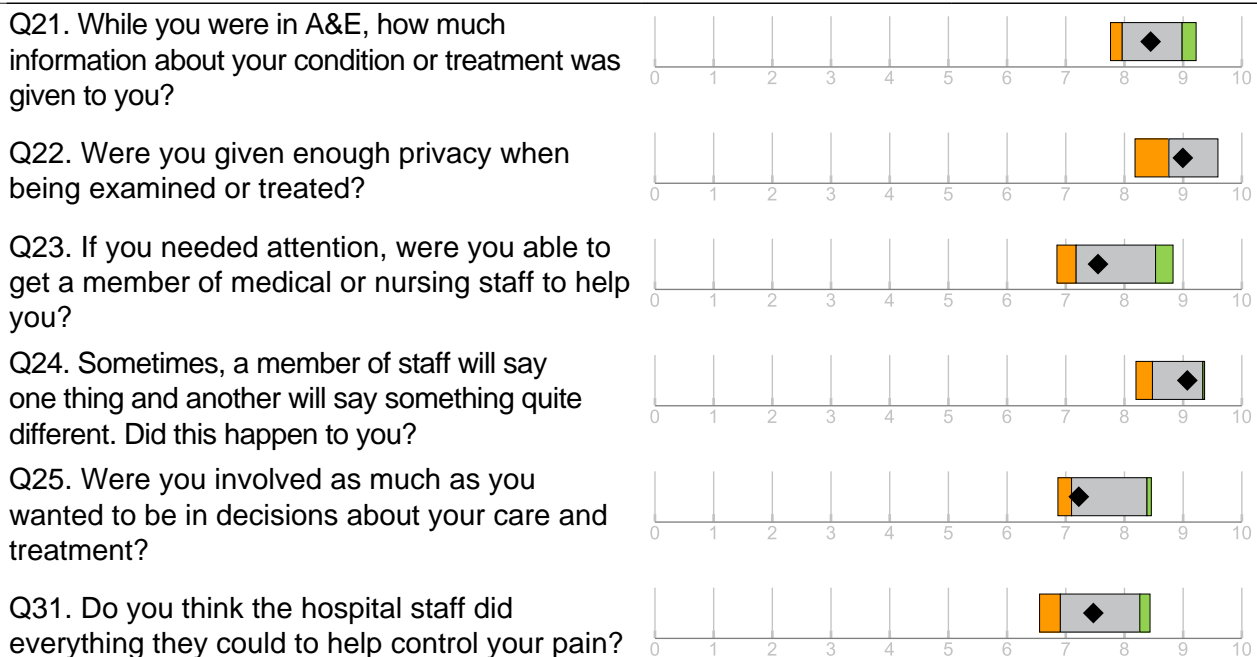 Q21. While you were in A&E, how much
information about your condition or treatment was
given to you?
0 1 2 3 4 5 6 7 8 9 10
Q22. Were you given enough privacy when
being examined or treated?
0 1 2 3 4 5 6 7 8 9 10
Q23. If you needed attention, were you able to
get a member of medical or nursing staff to help
you?
0 1 2 3 4 5 6 7 8 9 10
Q24. Sometimes, a member of staff will say
one thing and another will say something quite
different. Did this happen to you?
0 1 2 3 4 5 6 7 8 9 10
Q25. Were you involved as much as you
wanted to be in decisions about your care and
treatment?
0 1 2 3 4 5 6 7 8 9 10
Q31. Do you think the hospital staff did
everything they could to help control your pain?
0 1 2 3 4 5 6 7 8 9 10